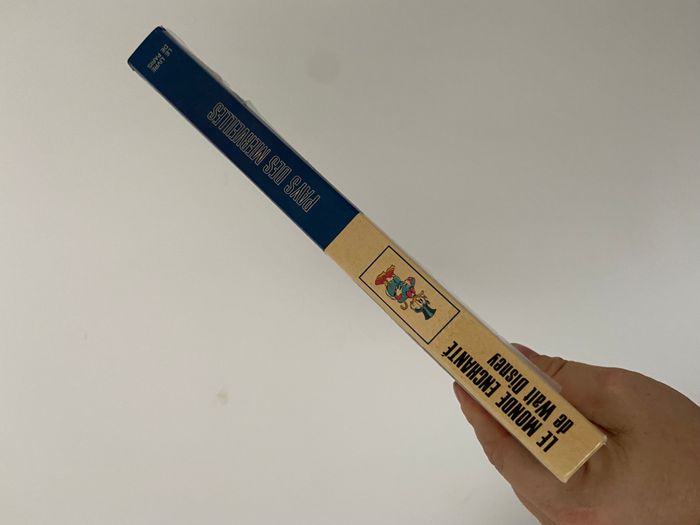 LE MONDE ENCHANTÉ
de Walt Disney
PAYS DES MERVEILLES
LE LIVRE
DE PARIS